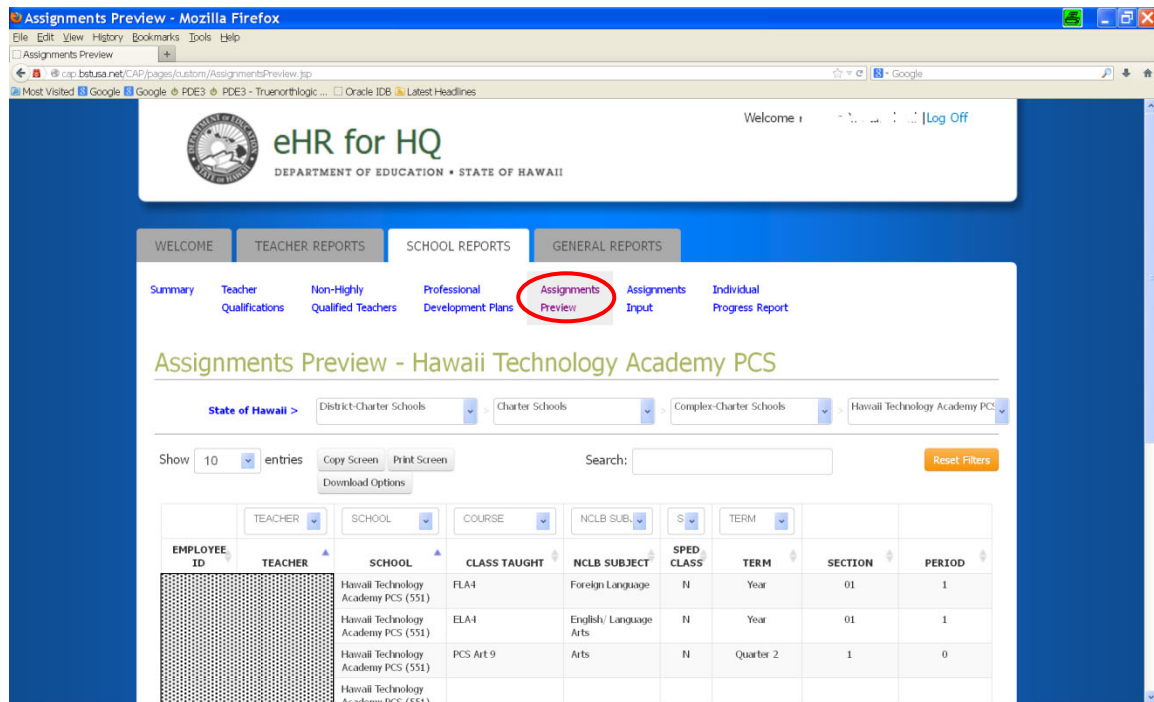 Assignments Preview - Mozilla Firefox
File Edit View History Bookmarks Tools Help
Assignments Preview +
cap.bstusa.net/CAP/pages/custom/AssignmentsPreview.jsp Google
Most Visited Google Google PDE3 PDE3 - Truenorthlogic ... Oracle IDB Latest Headlines
Welcome |Log Off
eHR for HQ
DEPARTMENT OF EDUCATION • STATE OF HAWAII
WELCOME TEACHER REPORTS SCHOOL REPORTS GENERAL REPORTS
Summary Teacher Non-Highly Professional Assignments Assignments Individual
Qualifications Qualified Teachers Development Plans Preview Input Progress Report
Assignments Preview - Hawaii Technology Academy PCS
State of Hawaii > District-Charter Schools > Charter Schools > Complex-Charter Schools > Hawaii Technology Academy PCS
Show 10 entries Copy Screen Print Screen Search: Reset Filters
Download Options
TEACHER SCHOOL COURSE NCLB SUB. S TERM
EMPLOYEE SPED
ID TEACHER SCHOOL CLASS TAUGHT NCLB SUBJECT CLASS TERM SECTION PERIOD
Hawaii Technology FLA4 Foreign Language N Year 01 1
Academy PCS (551)
Hawaii Technology ELA4 English/ Language N Year 01 1
Academy PCS (551) Arts
Hawaii Technology PCS Art 9 Arts N Quarter 2 1 0
Academy PCS (551)
Hawaii Technology
Academy PCS (551)